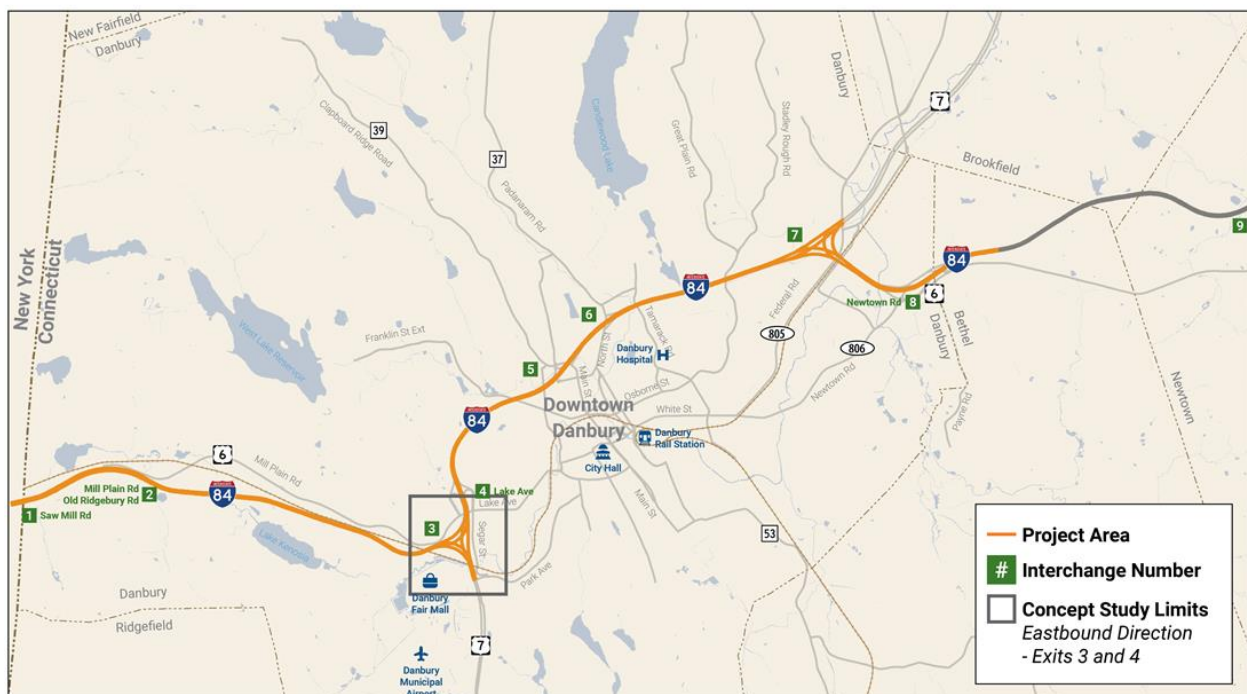 New Fairfield
Danbury
Candlewood Lake
Great Plain Rd
Stadley Rough Rd
Danbury
7
39
Clapboard Ridge Road
37
Padanaram Rd
Brookfield
9
New York
Connecticut
West Lake Reservoir
7
84
84
Newtown Rd 8
6
Danbury
Bethel
Newtown
6
Franklin St Ext
North St
Tamarack Rd
Federal Rd
805
806
Danbury
Hospital
H
5
Main St
Osborne St
Newtown Rd
Downtown
Danbury
White St
Payne Rd
84
Danbury
Rail Station
City Hall
6
Mill Plain Rd
Mill Plain Rd
Old Ridgebury Rd
2
84
4 Lake Ave
Lake Ave
Main St
1 Saw Mill Rd
3
Segar St
53
Lake Kenosia
Park Ave
Danbury
Ridgefield
Danbury
Fair Mall
7
Danbury
Municipal
Airport
Project Area
# Interchange Number
Concept Study Limits
Eastbound Direction
- Exits 3 and 4